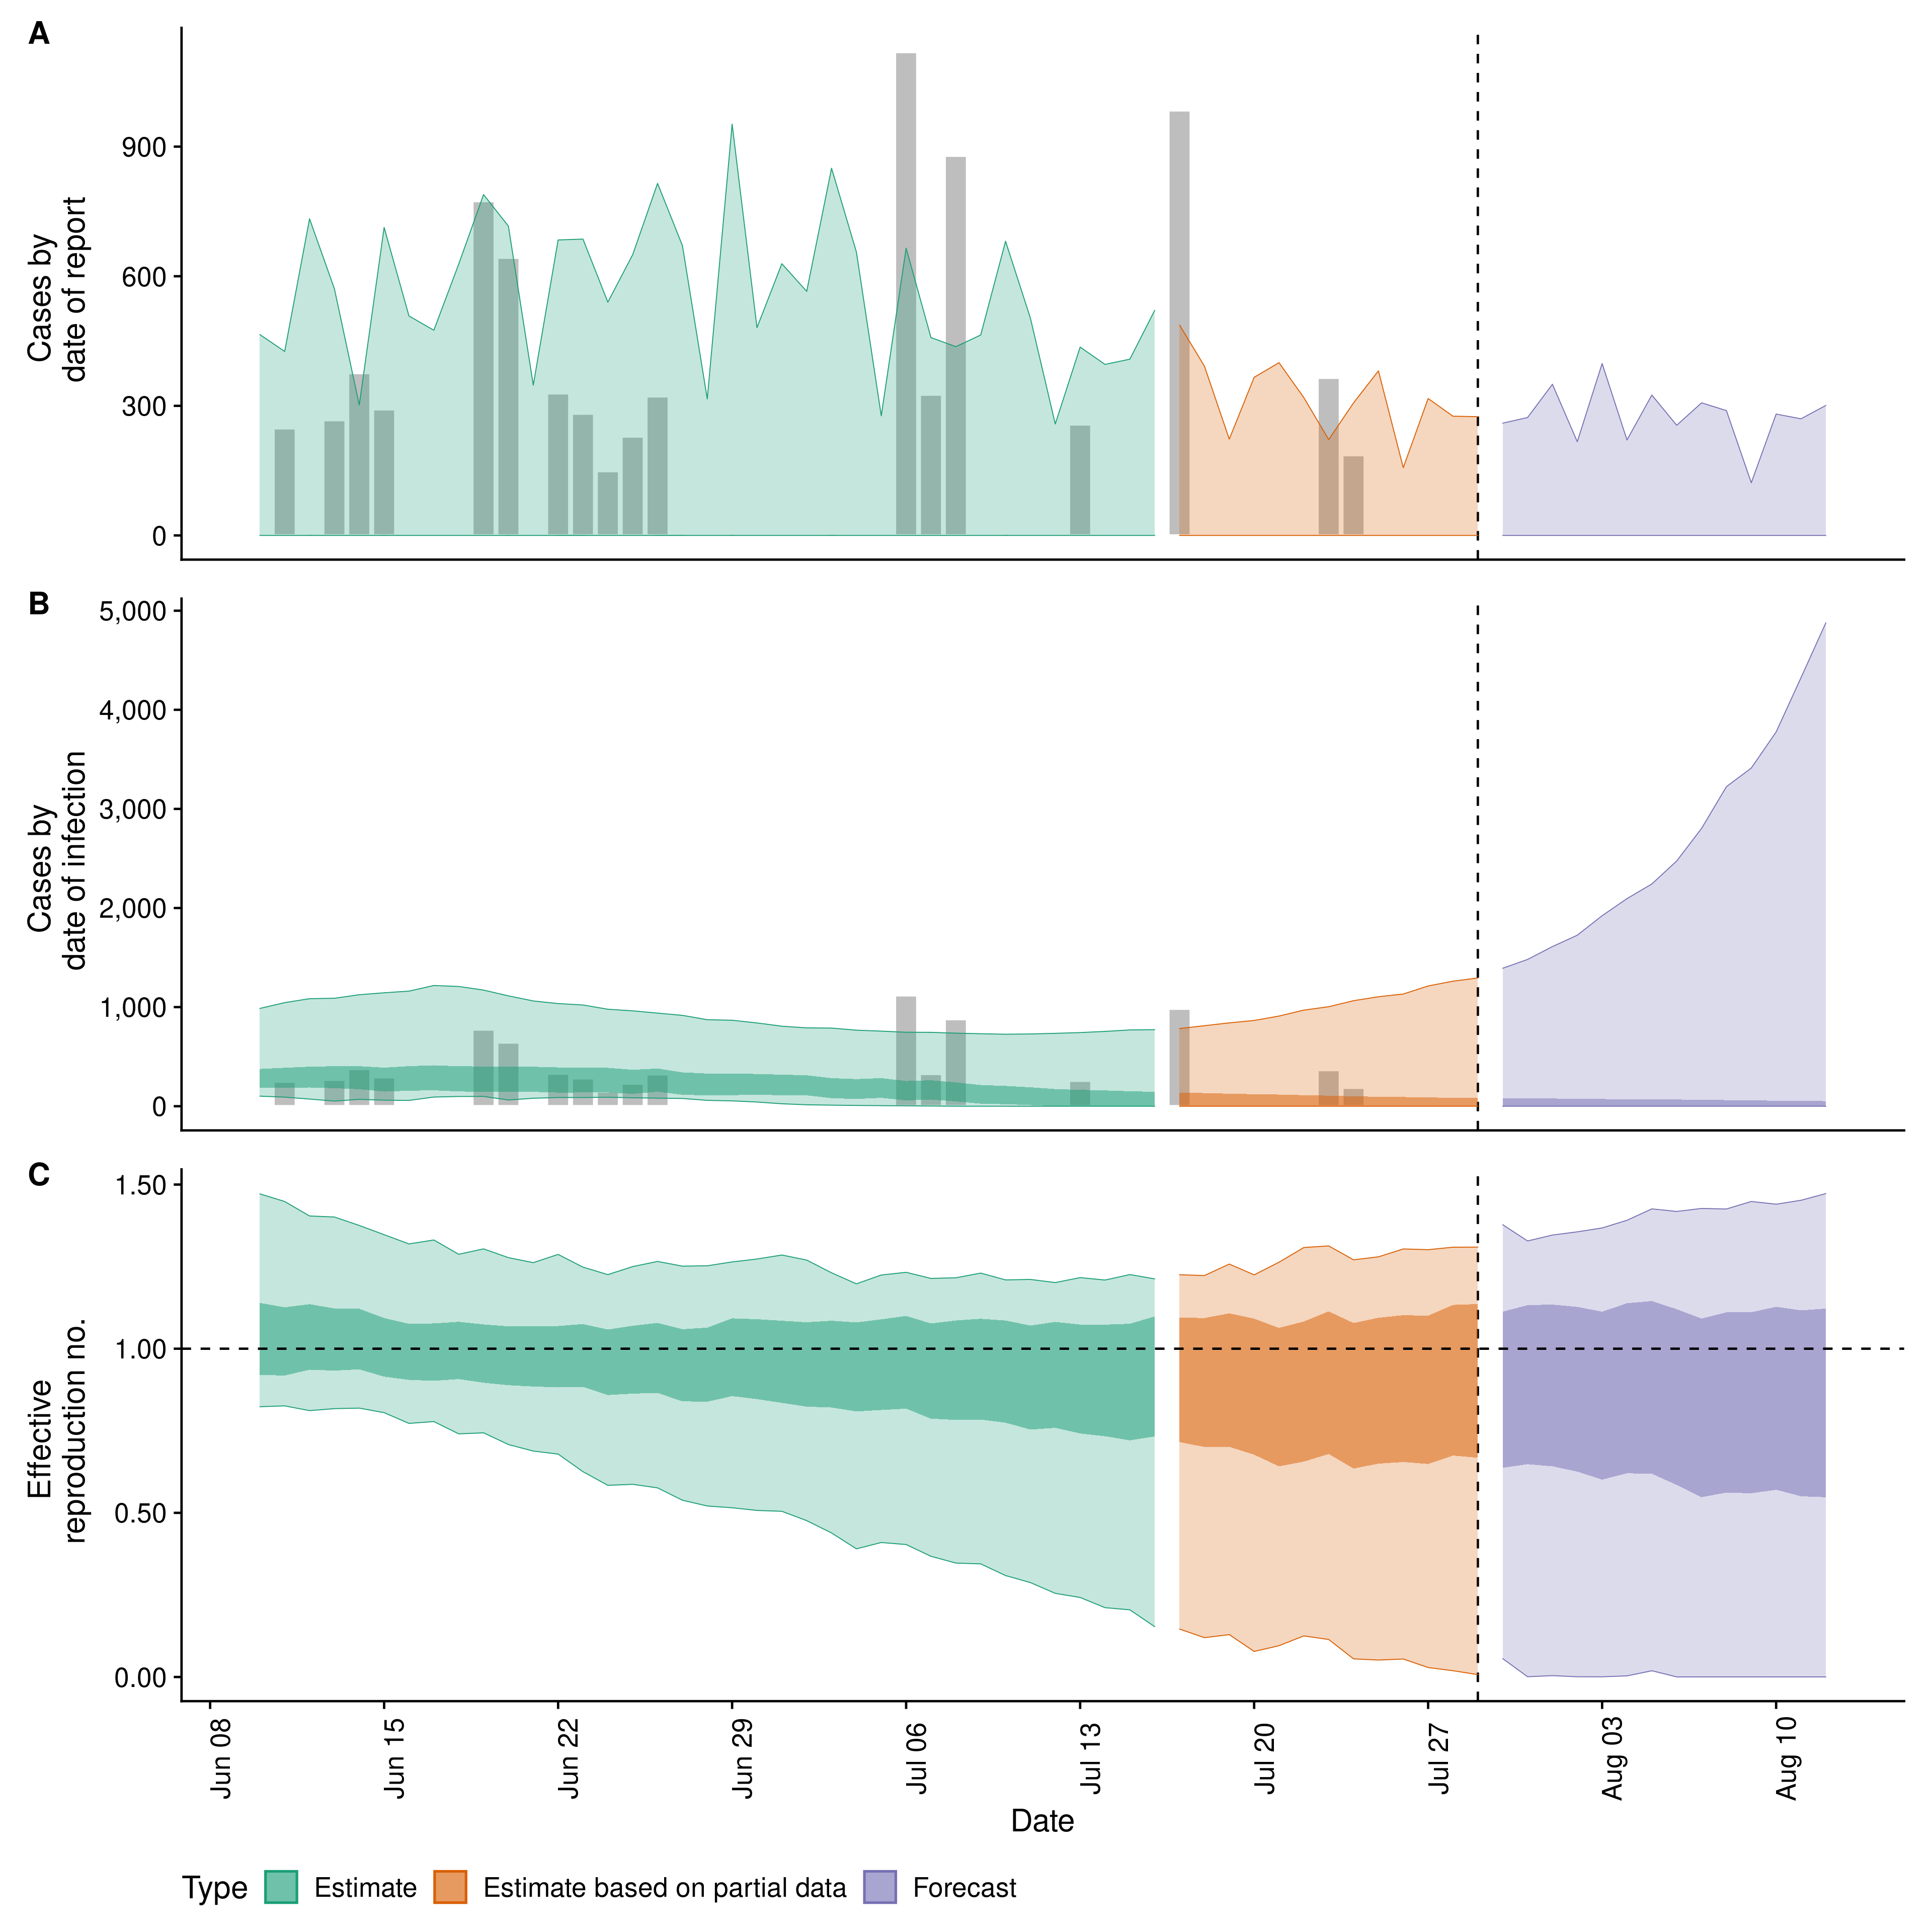 A
Cases by
date of report
900
600
300
0
B
Cases by
date of infection
5,000
4,000
3,000
2,000
1,000
0
C
Effective
reproduction no.
1.50
1.00
0.50
0.00
Jun 08
Jun 15
Jun 22
Jun 29
Jul 06
Jul 13
Jul 20
Jul 27
Aug 03
Aug 10
Date
Type Estimate Estimate based on partial data Forecast